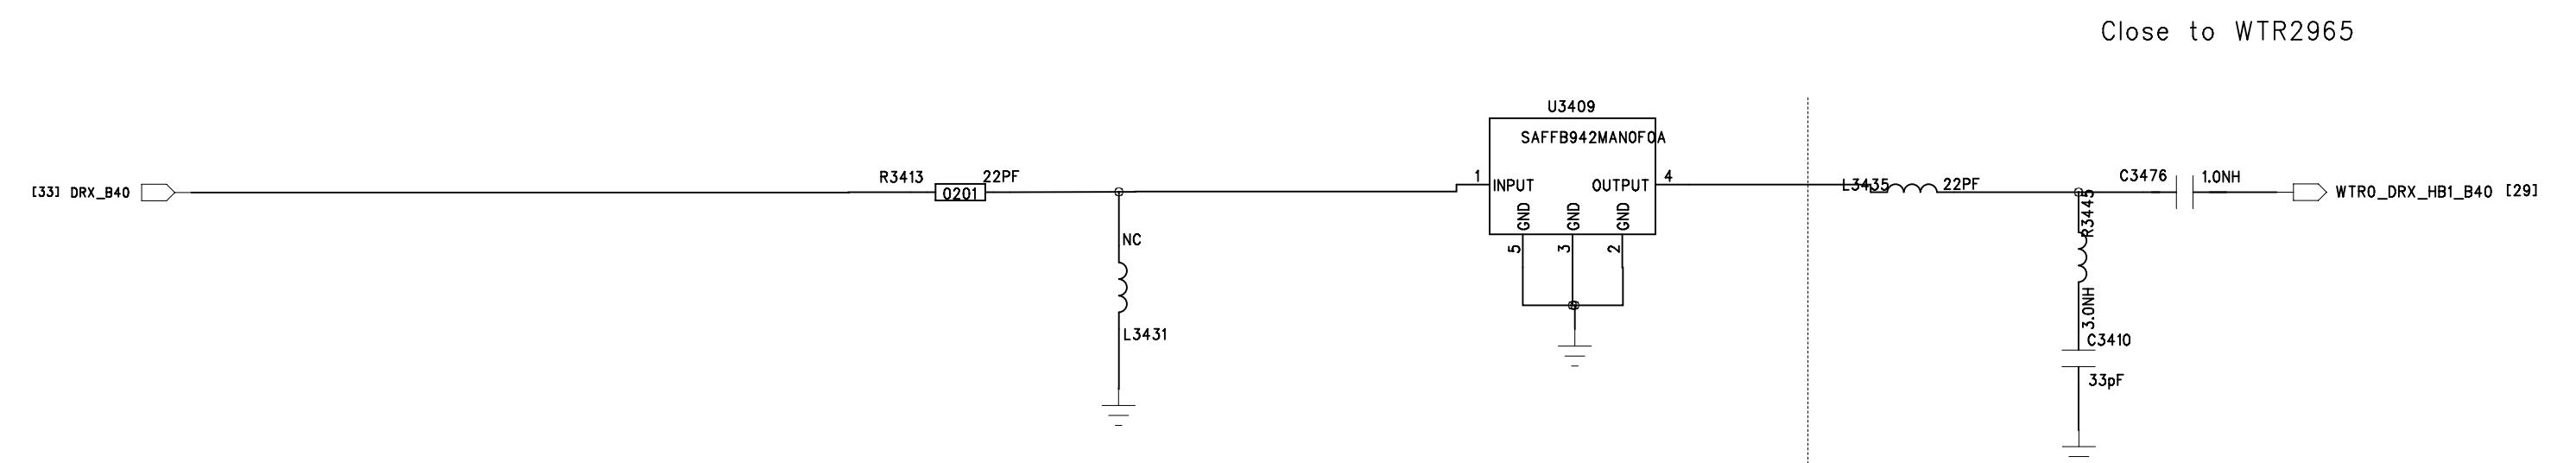 Close to WTR2965
U3409
SAFFB942MAN0F0A
[33] DRX_B40
R3413
0201
22PF
1
INPUT
OUTPUT
4
GND
GND
GND
5
3
2
NC
L3431
L3435
22PF
R3445
3.0NH
C3476
1.0NH
WTR0_DRX_HB1_B40 [29]
C3410
33pF